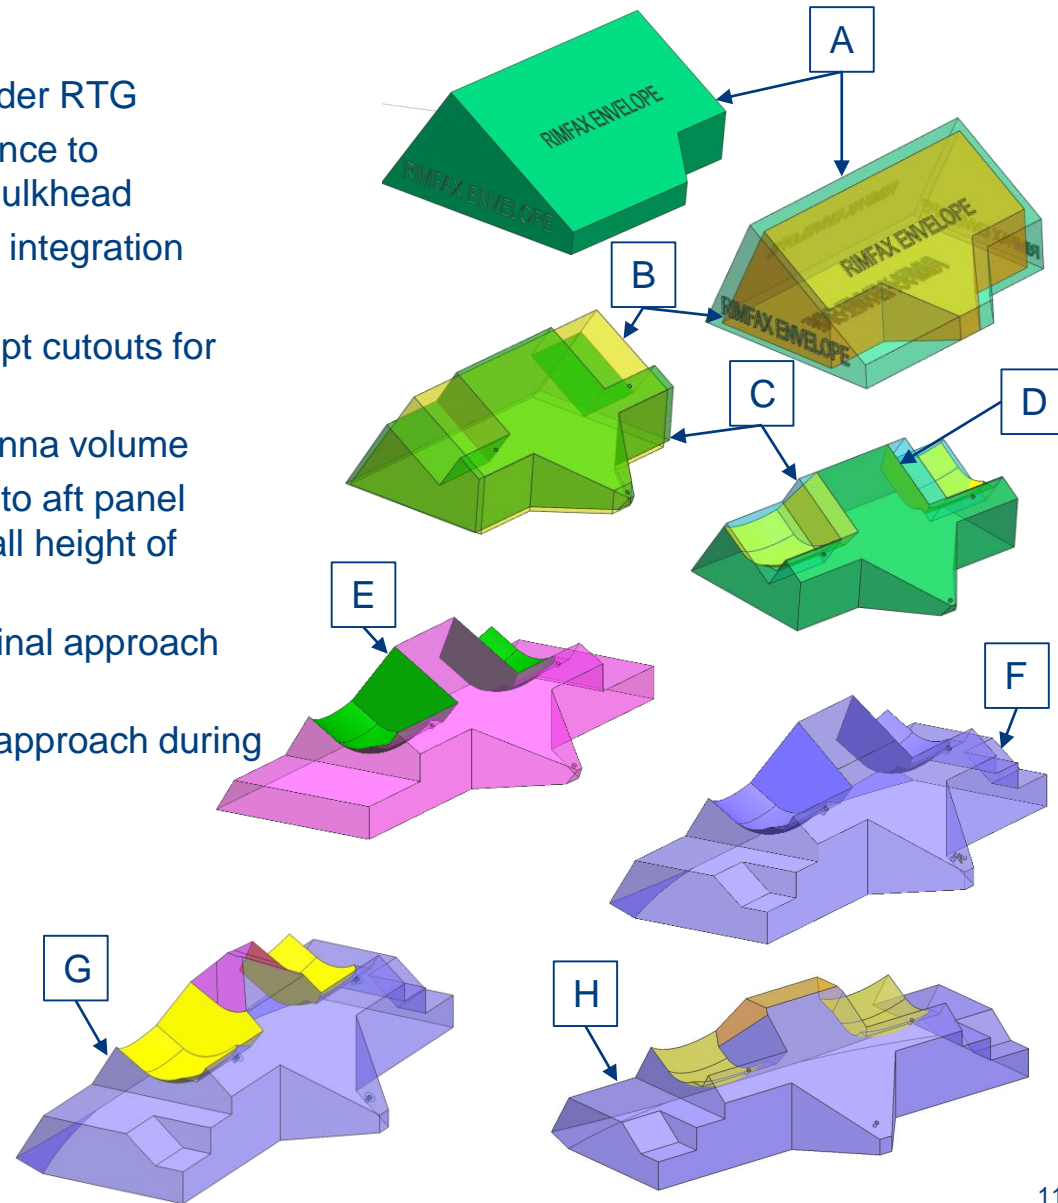 A
der RTG
RIMFAX ENVELOPE
nce to
ulkhead
RIMFAX ENVELOPE
integration
RIMFAX ENVELOPE
B
RIMFAX ENVELOPE
pt cutouts for
C
D
nna volume
to aft panel
all height of
E
inal approach
F
approach during
G
H
11